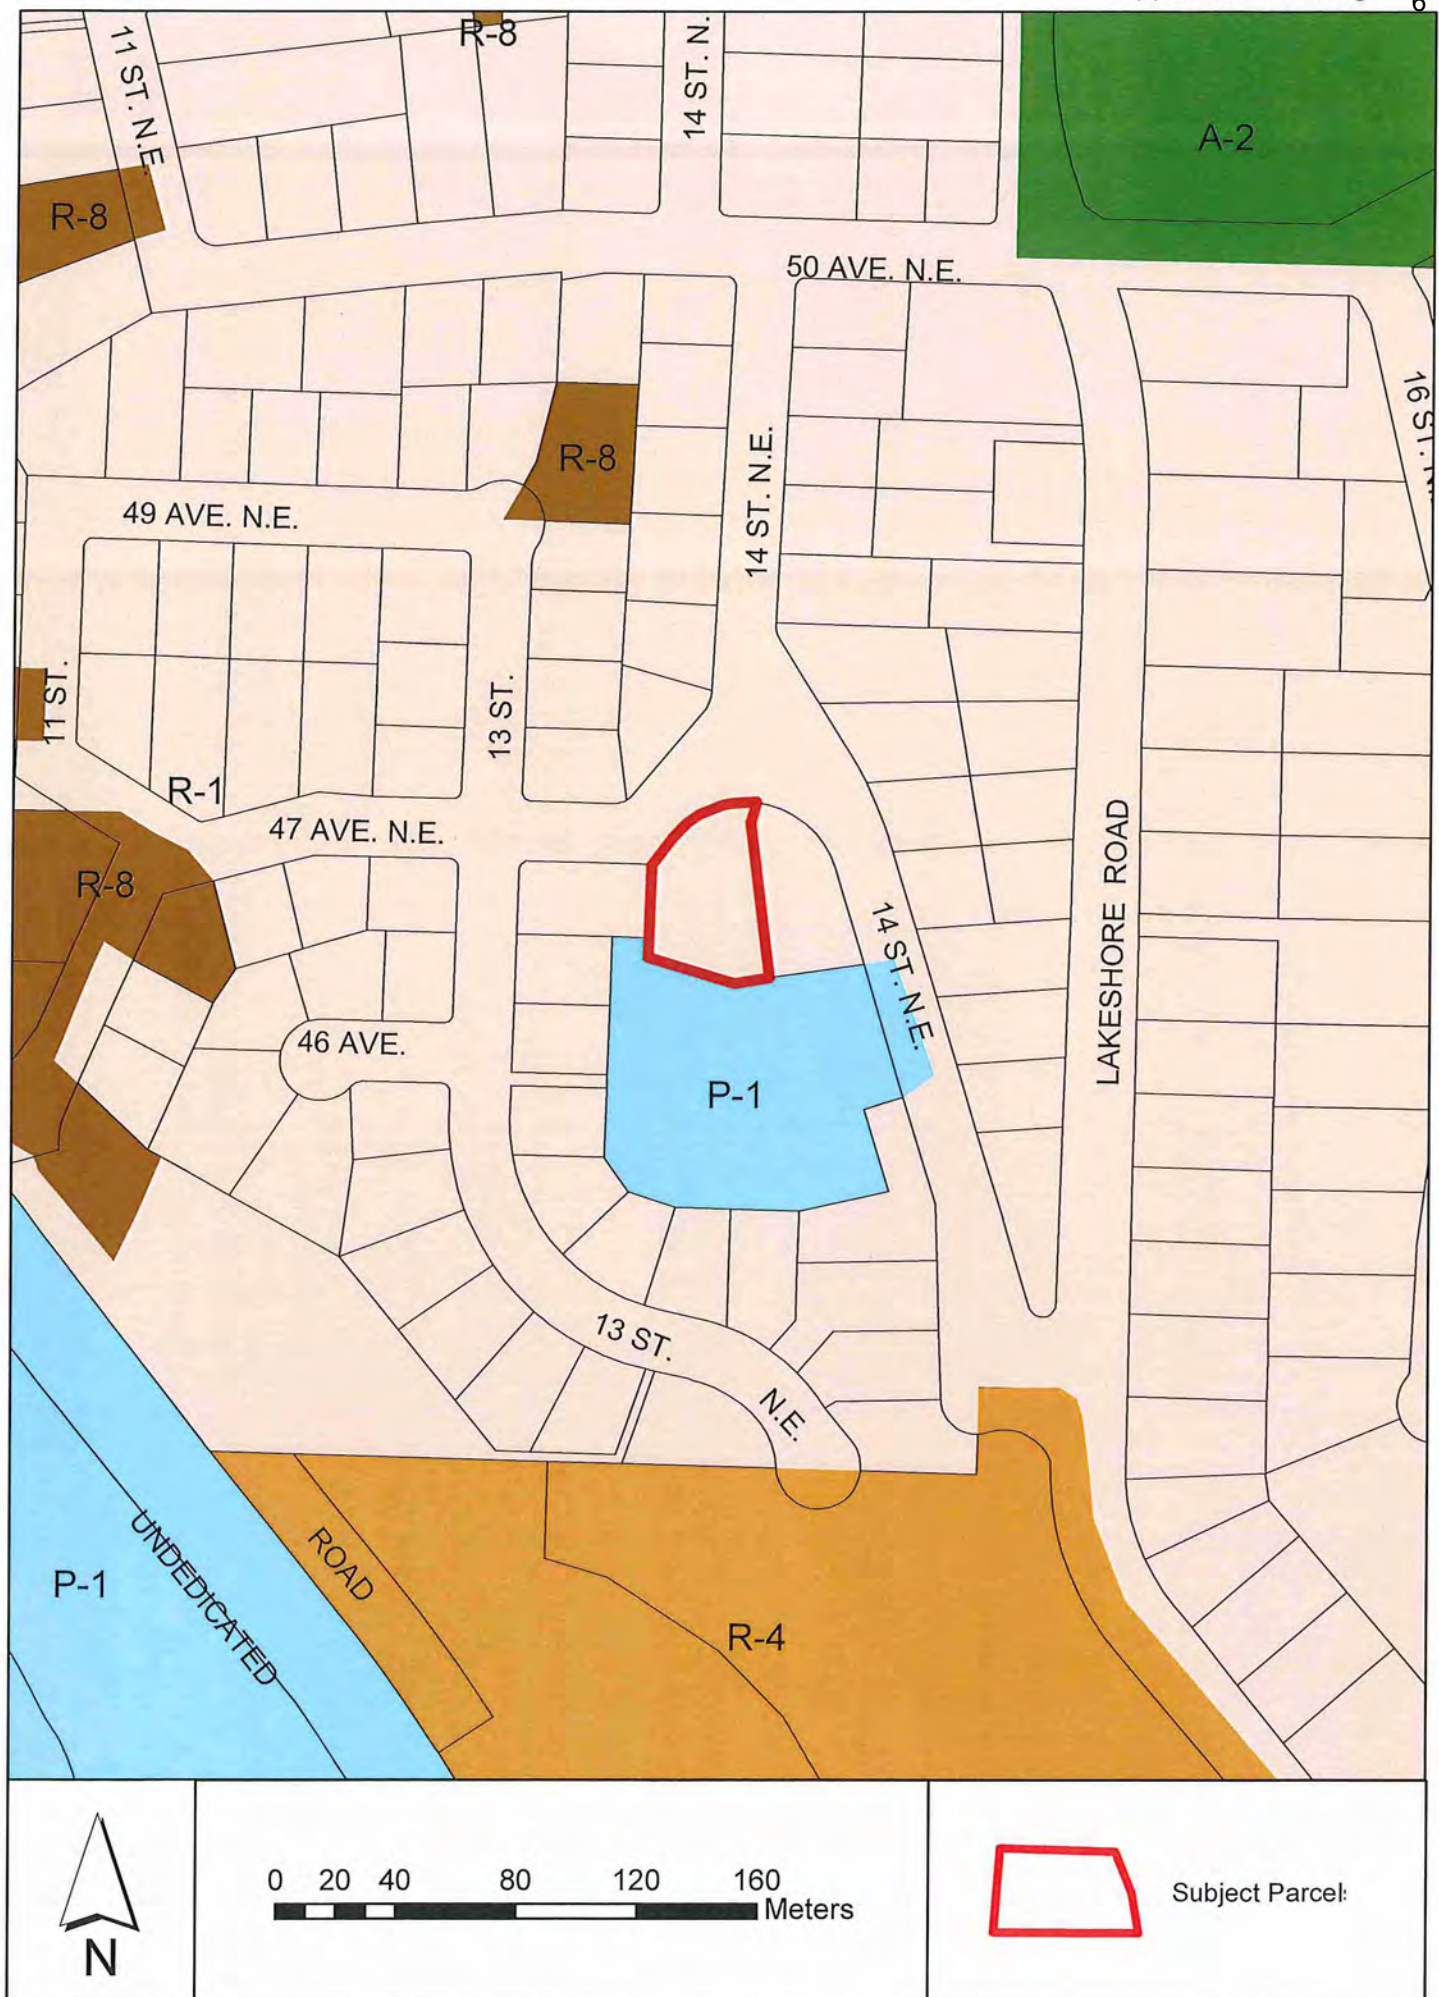 6
11 ST. N.E.
R-8
14 ST. N.
A-2
R-8
50 AVE. N.E.
16 ST.
R-8
14 ST. N.E.
49 AVE. N.E.
11 ST.
13 ST.
R-1
47 AVE. N.E.
LAKESHORE ROAD
R-8
14 ST. N.E.
46 AVE.
P-1
13 ST.
N.E.
UNDEDICATED
ROAD
P-1
R-4
0 20 40 80 120 160
Meters
N
Subject Parcel